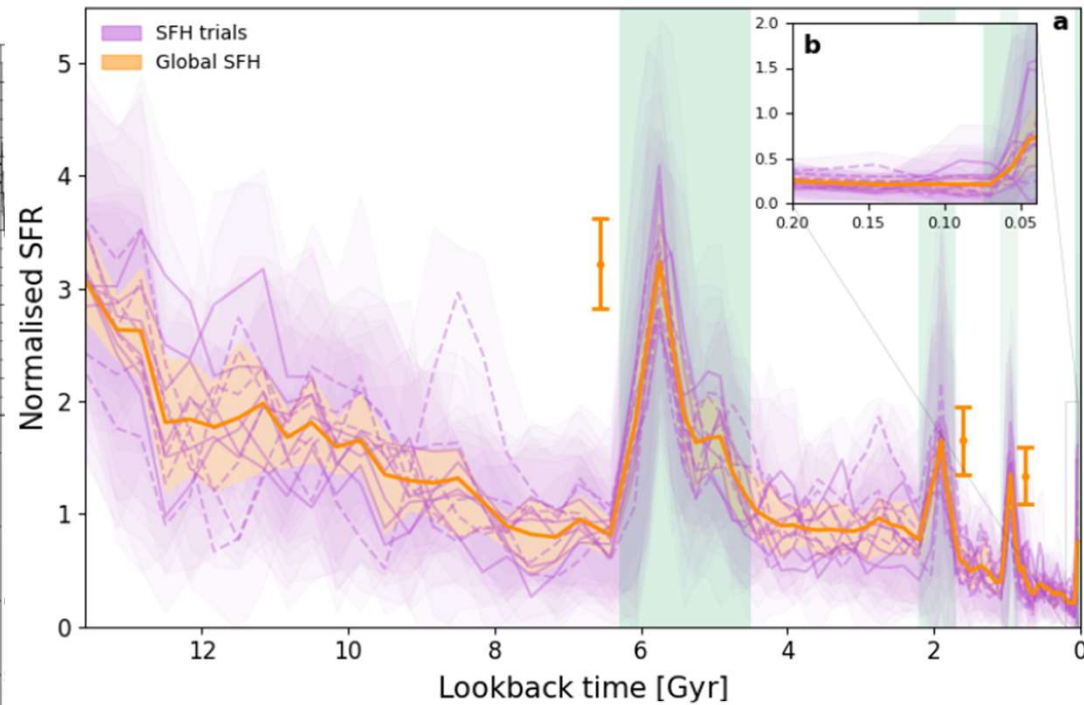 SFH trials
Global SFH
a
b
2.0
1.5
1.0
0.5
0.0
0.20 0.15 0.10 0.05
5
4
3
2
1
0
Normalised SFR
12 10 8 6 4 2 0
Lookback time [Gyr]